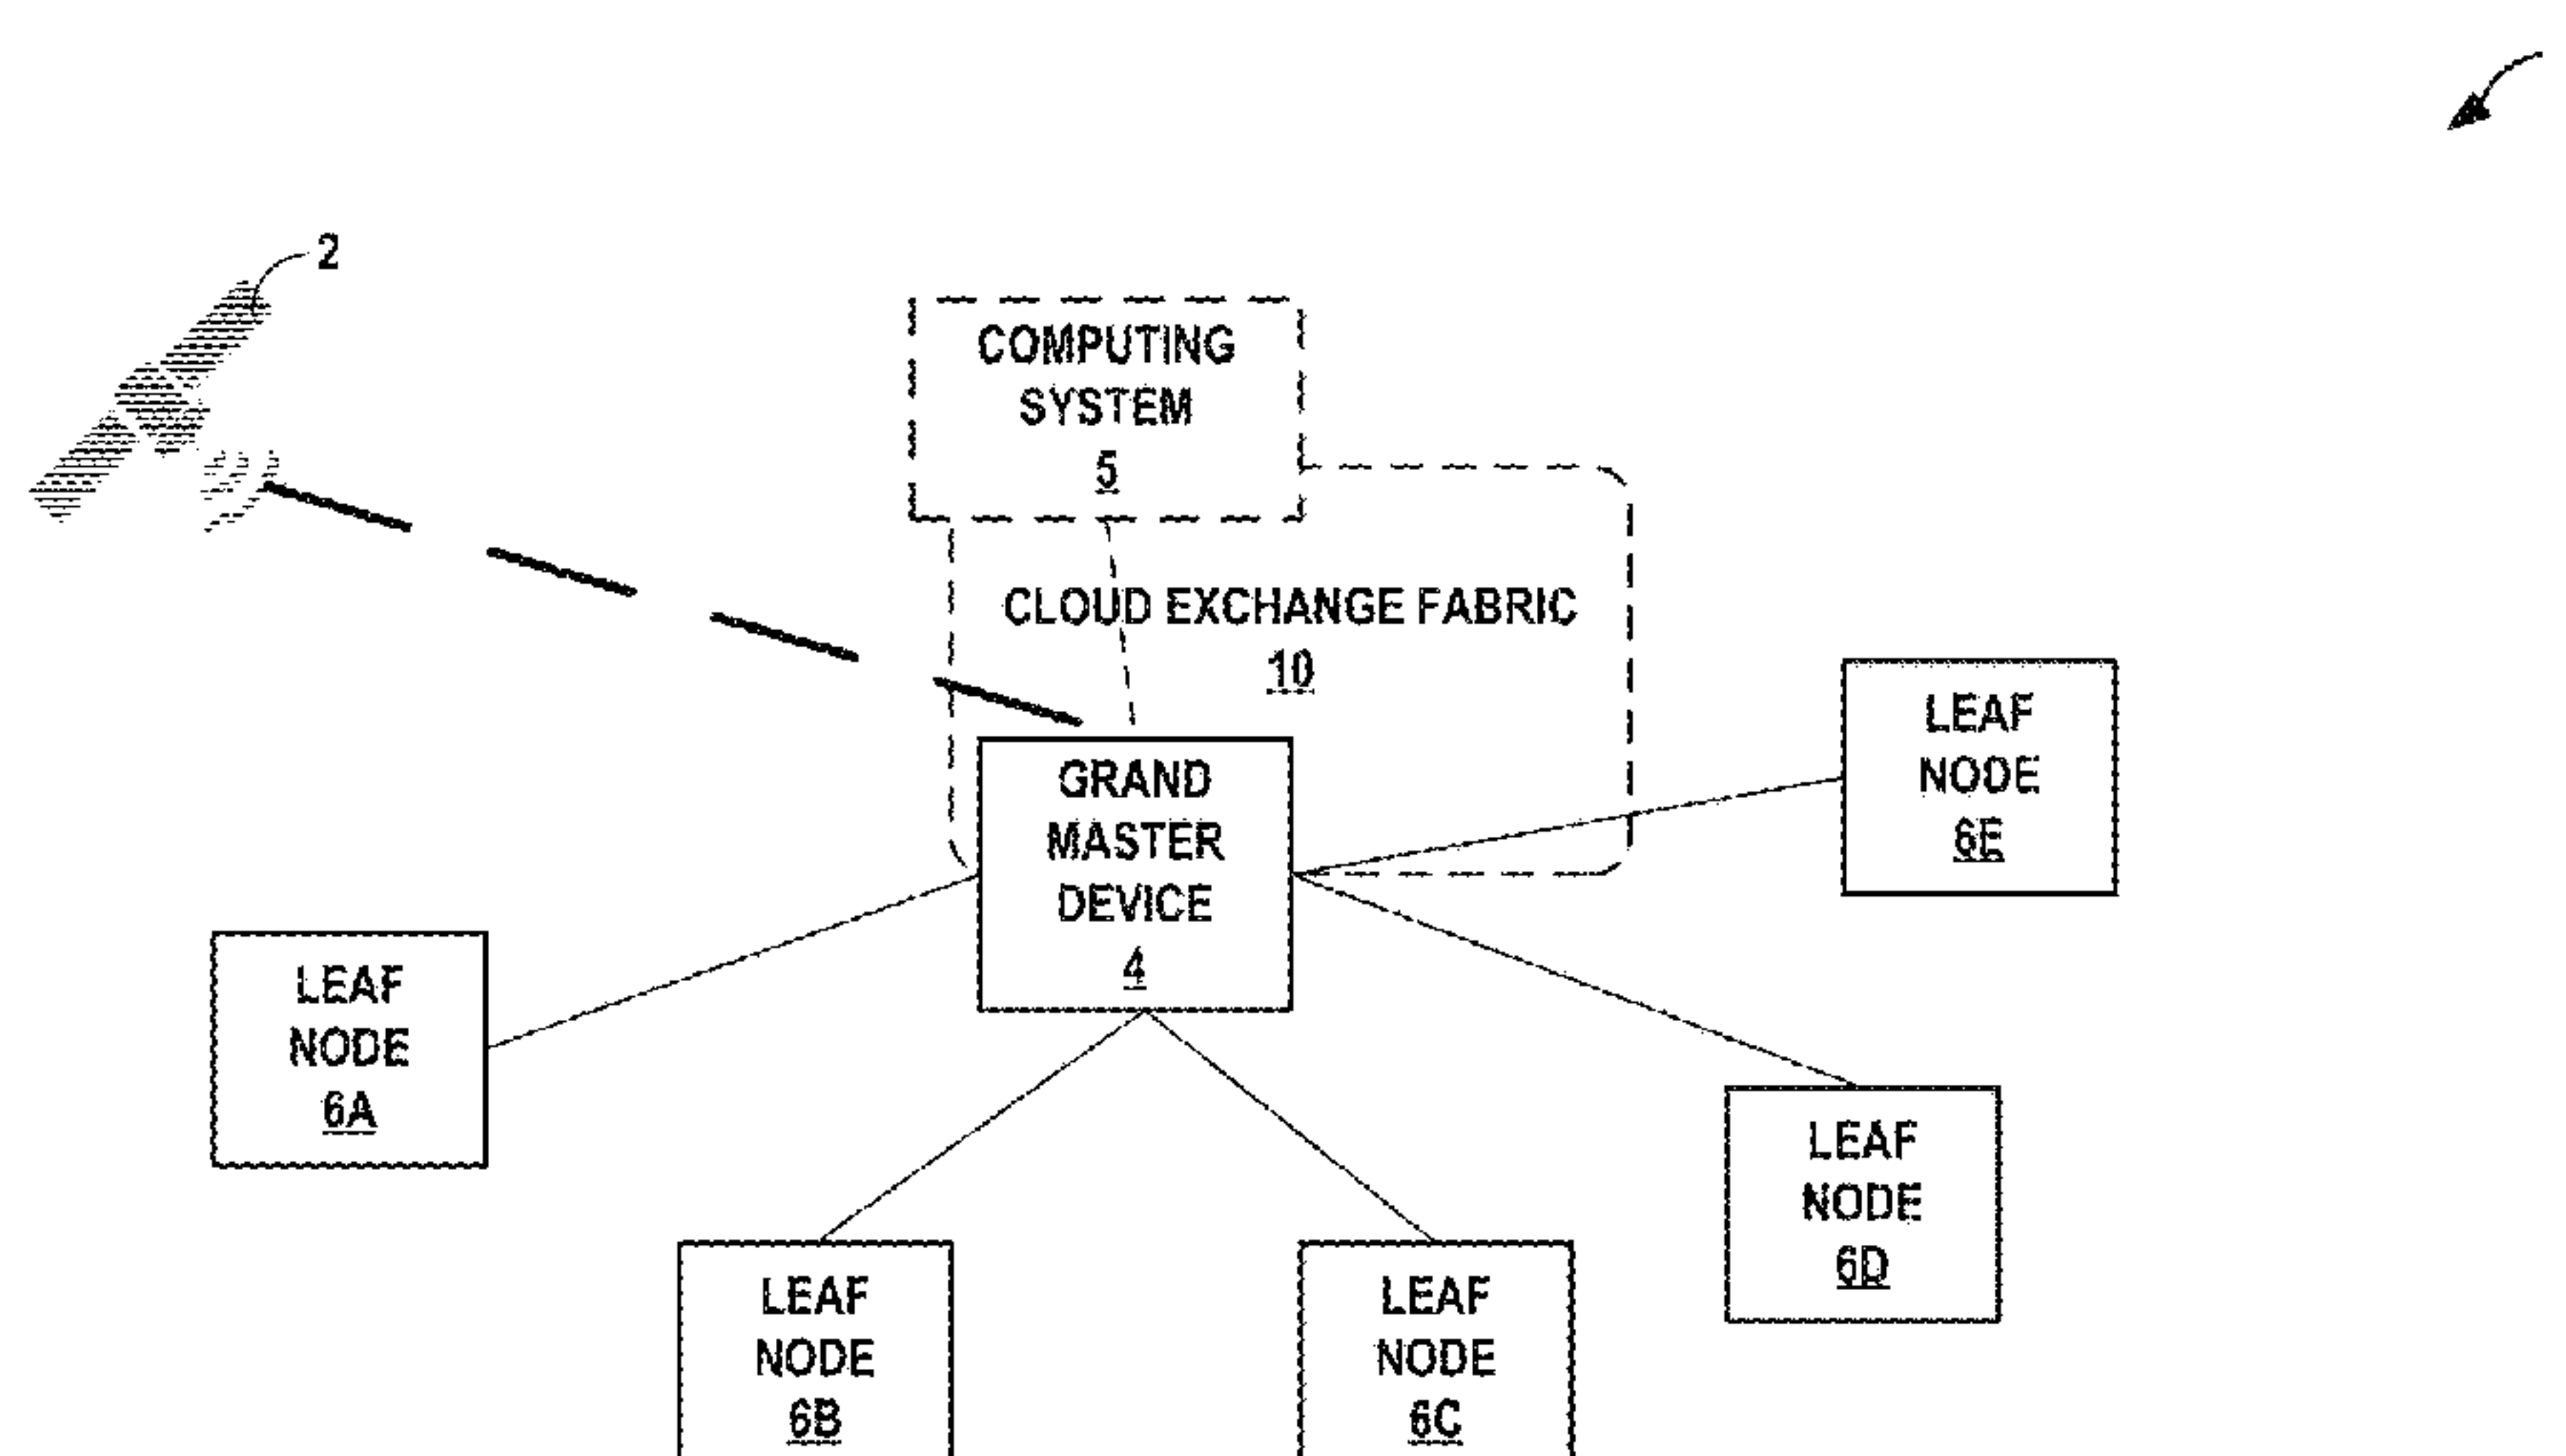 2
COMPUTING
SYSTEM
5
CLOUD EXCHANGE FABRIC
10
GRAND
MASTER
DEVICE
4
LEAF
NODE
6E
LEAF
NODE
6A
LEAF
NODE
6D
LEAF
NODE
6B
LEAF
NODE
6C